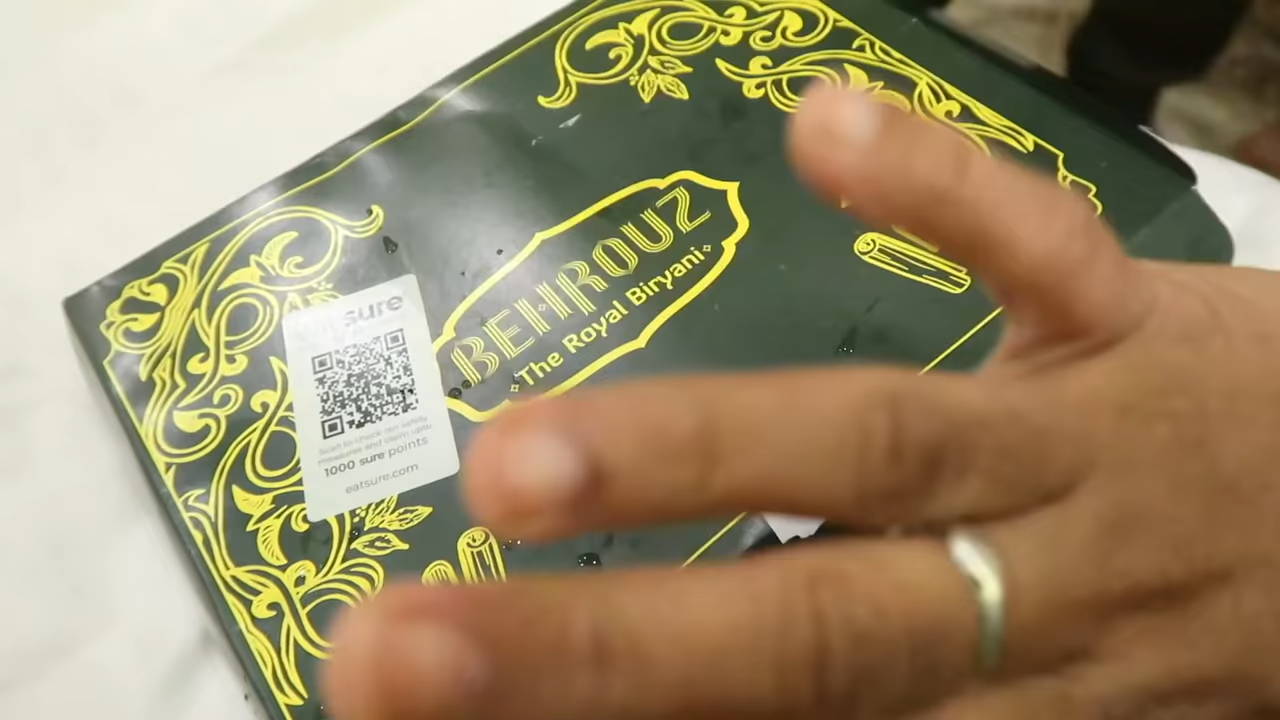 BEHROUZ
The Royal Biryani
sure
Scan to check our safety
measures and claim upto
1000 sure points
eatsure.com